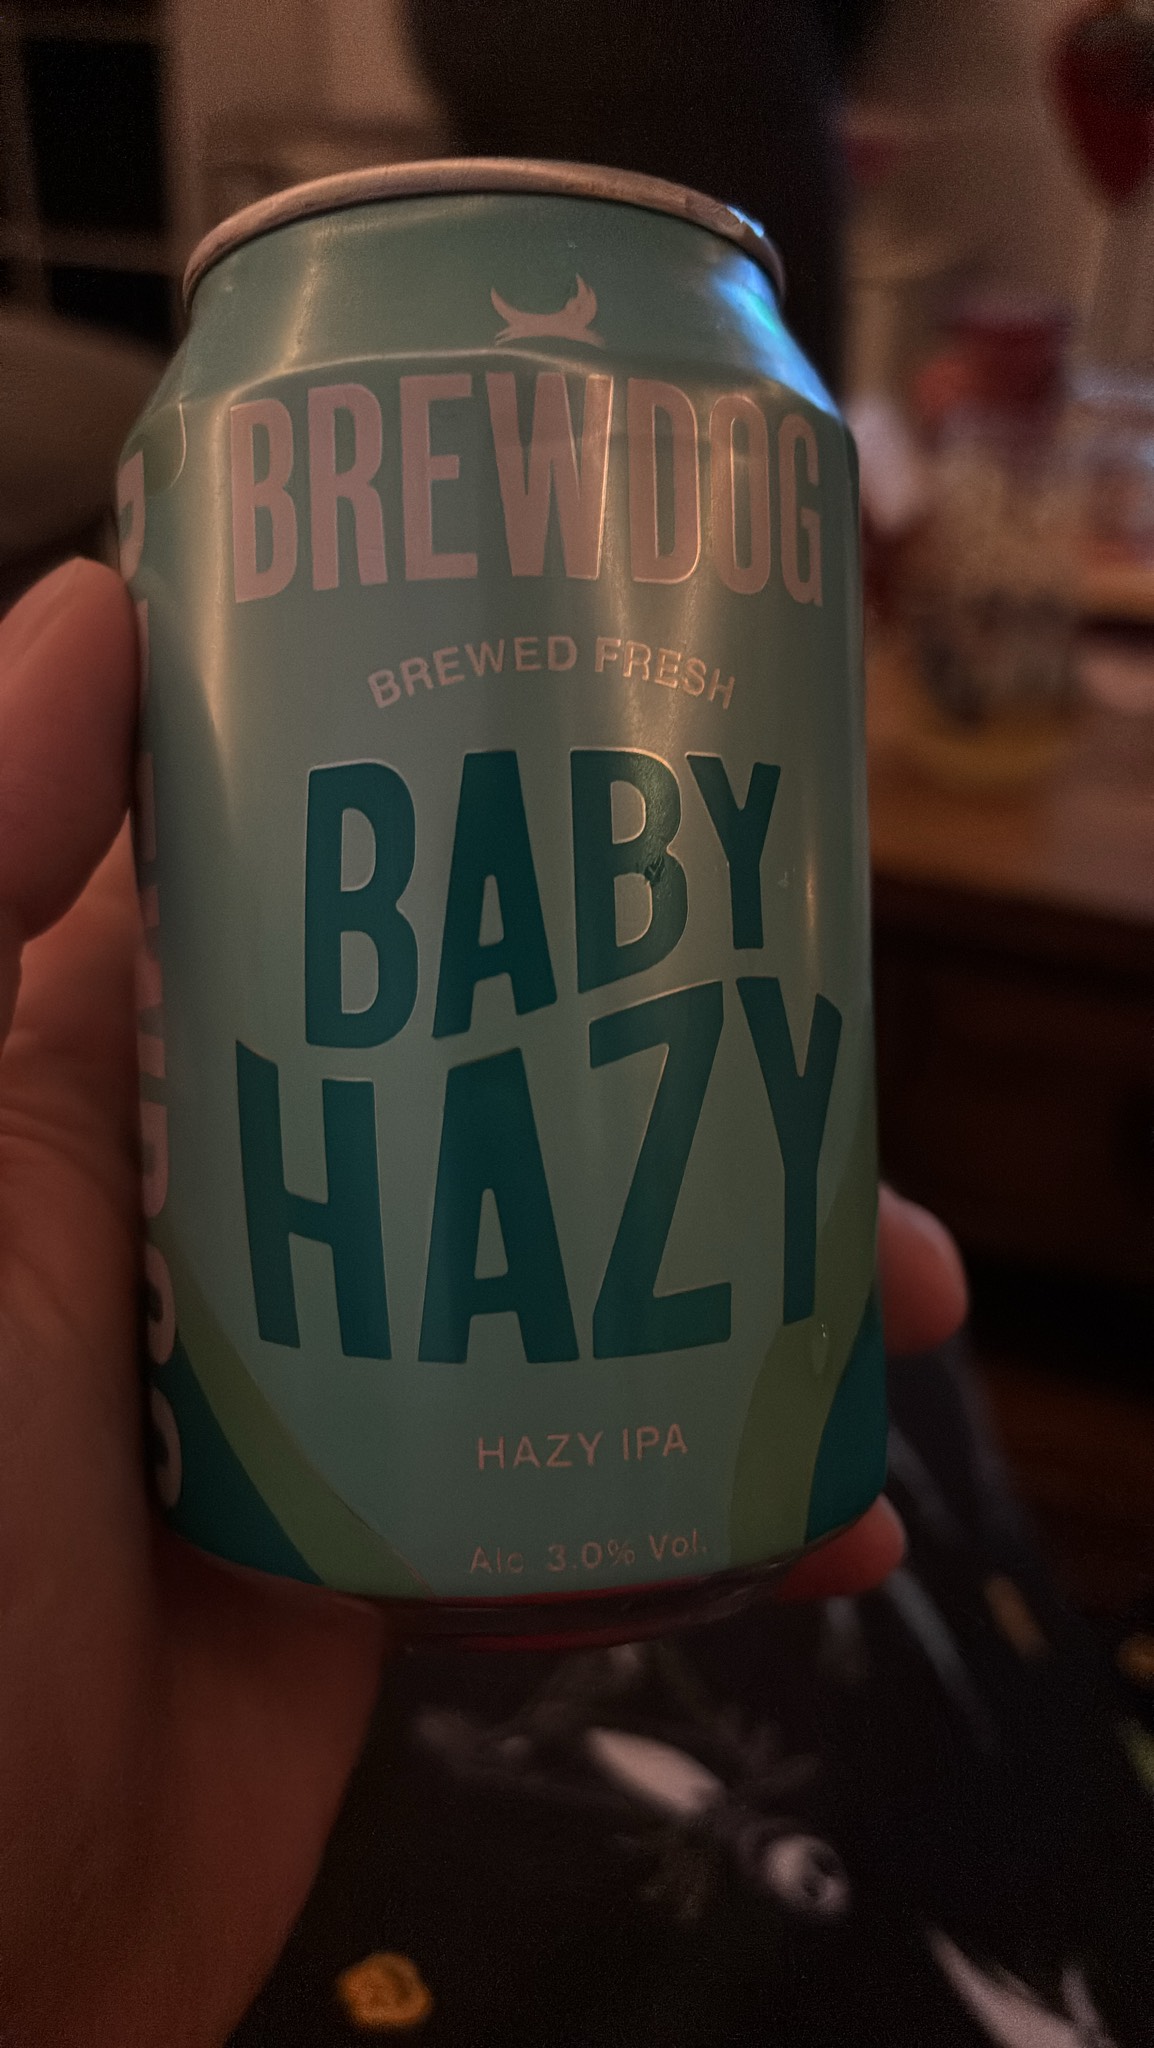 BREWDOG
BREWED FRESH
BABY
HAZY
HAZY IPA
Alc 3.0% Vol.